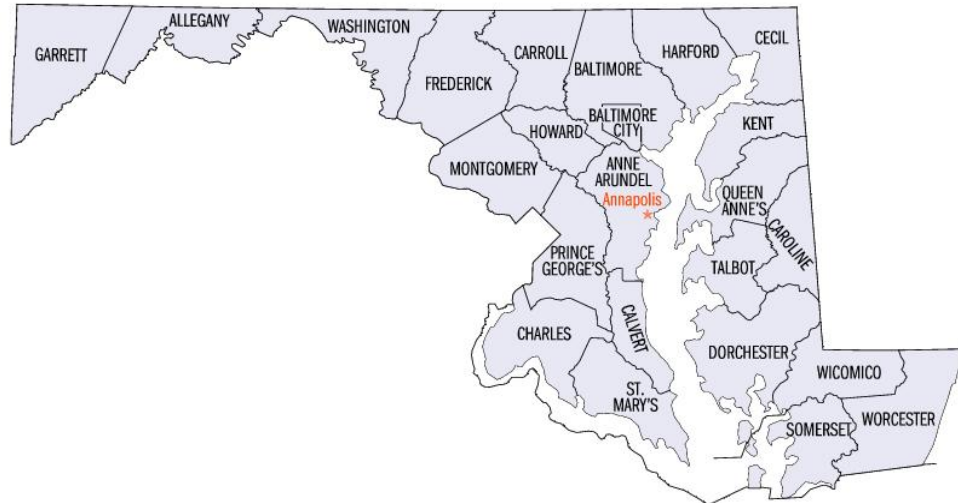 GARRETT
ALLEGANY
WASHINGTON
FREDERICK
CARROLL
BALTIMORE
HARFORD
CECIL
BALTIMORE
CITY
HOWARD
KENT
MONTGOMERY
ANNE
ARUNDEL
Annapolis
*
QUEEN
ANNE'S
CAROLINE
PRINCE
GEORGE'S
TALBOT
CHARLES
CALVERT
DORCHESTER
WICOMICO
ST.
MARY'S
SOMERSET
WORCESTER